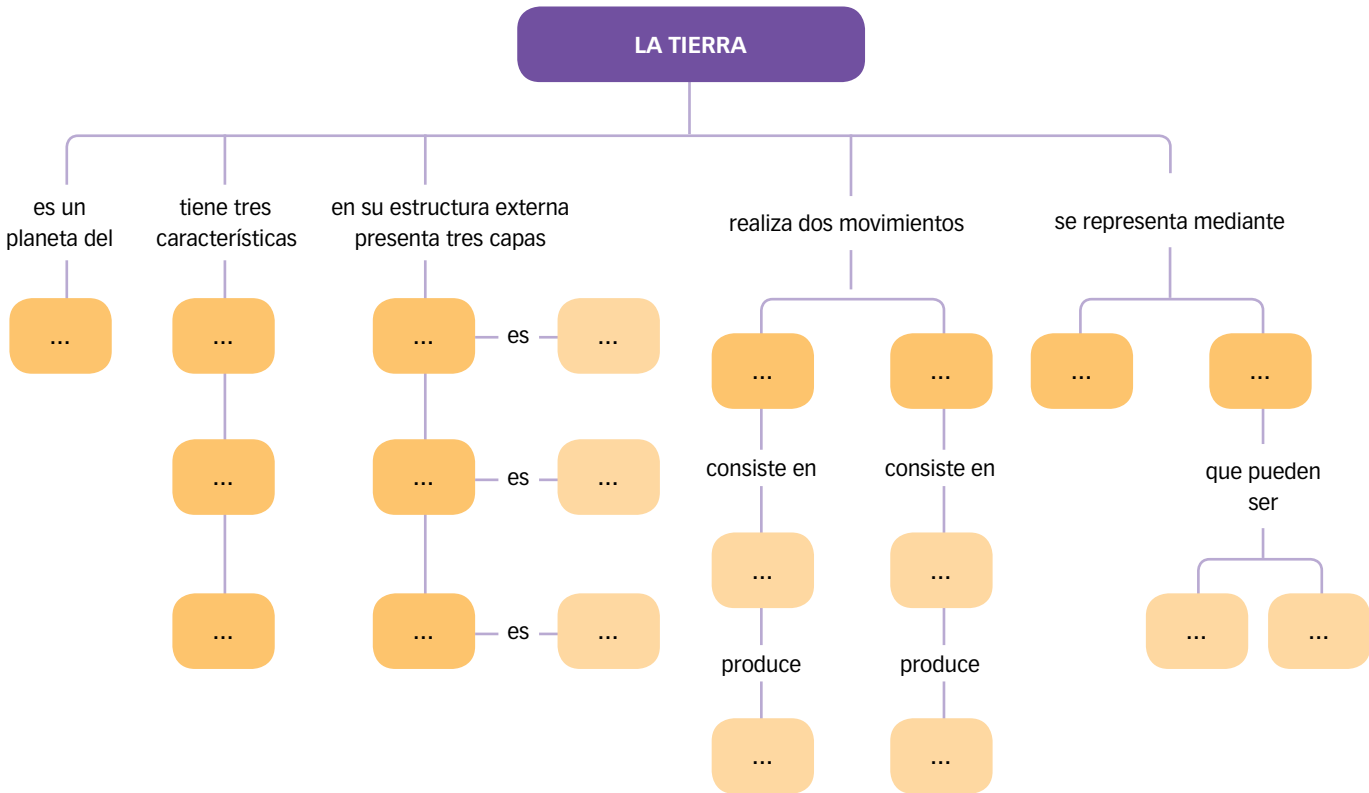 LA TIERRA
es un
planeta del
tiene tres
características
en su estructura externa
presenta tres capas
realiza dos movimientos
se representa mediante
...
...
...
es
...
...
...
...
...
...
...
es
...
consiste en
consiste en
que pueden
ser
...
...
...
...
es
...
...
...
produce
produce
...
...